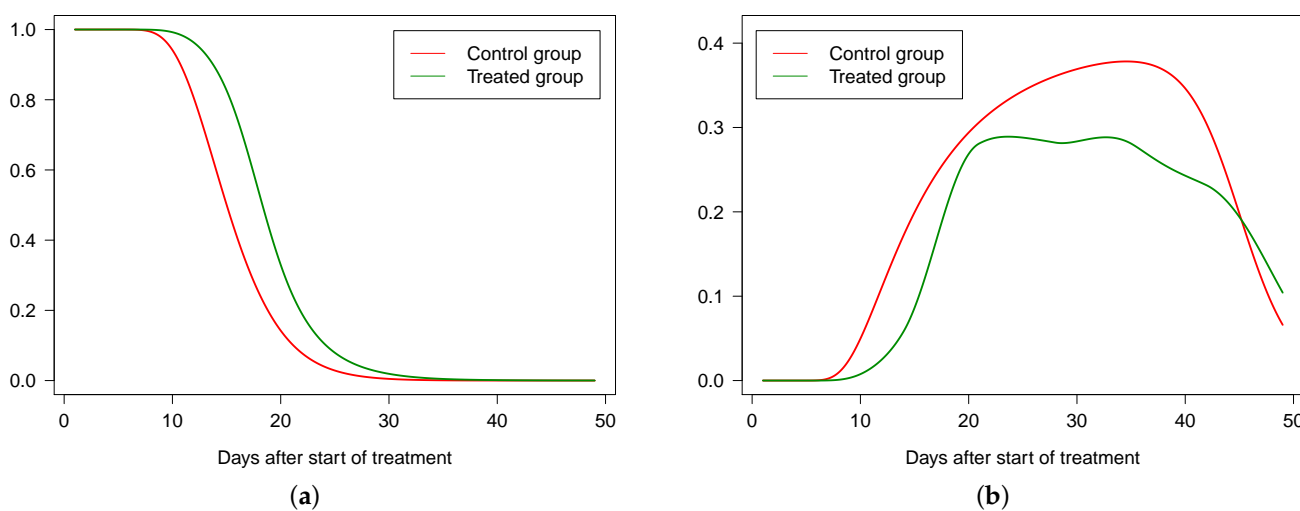 1.0
0.8
0.6
0.4
0.2
0.0
Control group
Treated group
0 10 20 30 40 50
Days after start of treatment
(a)
0.4
0.3
0.2
0.1
0.0
Control group
Treated group
0 10 20 30 40 50
Days after start of treatment
(b)